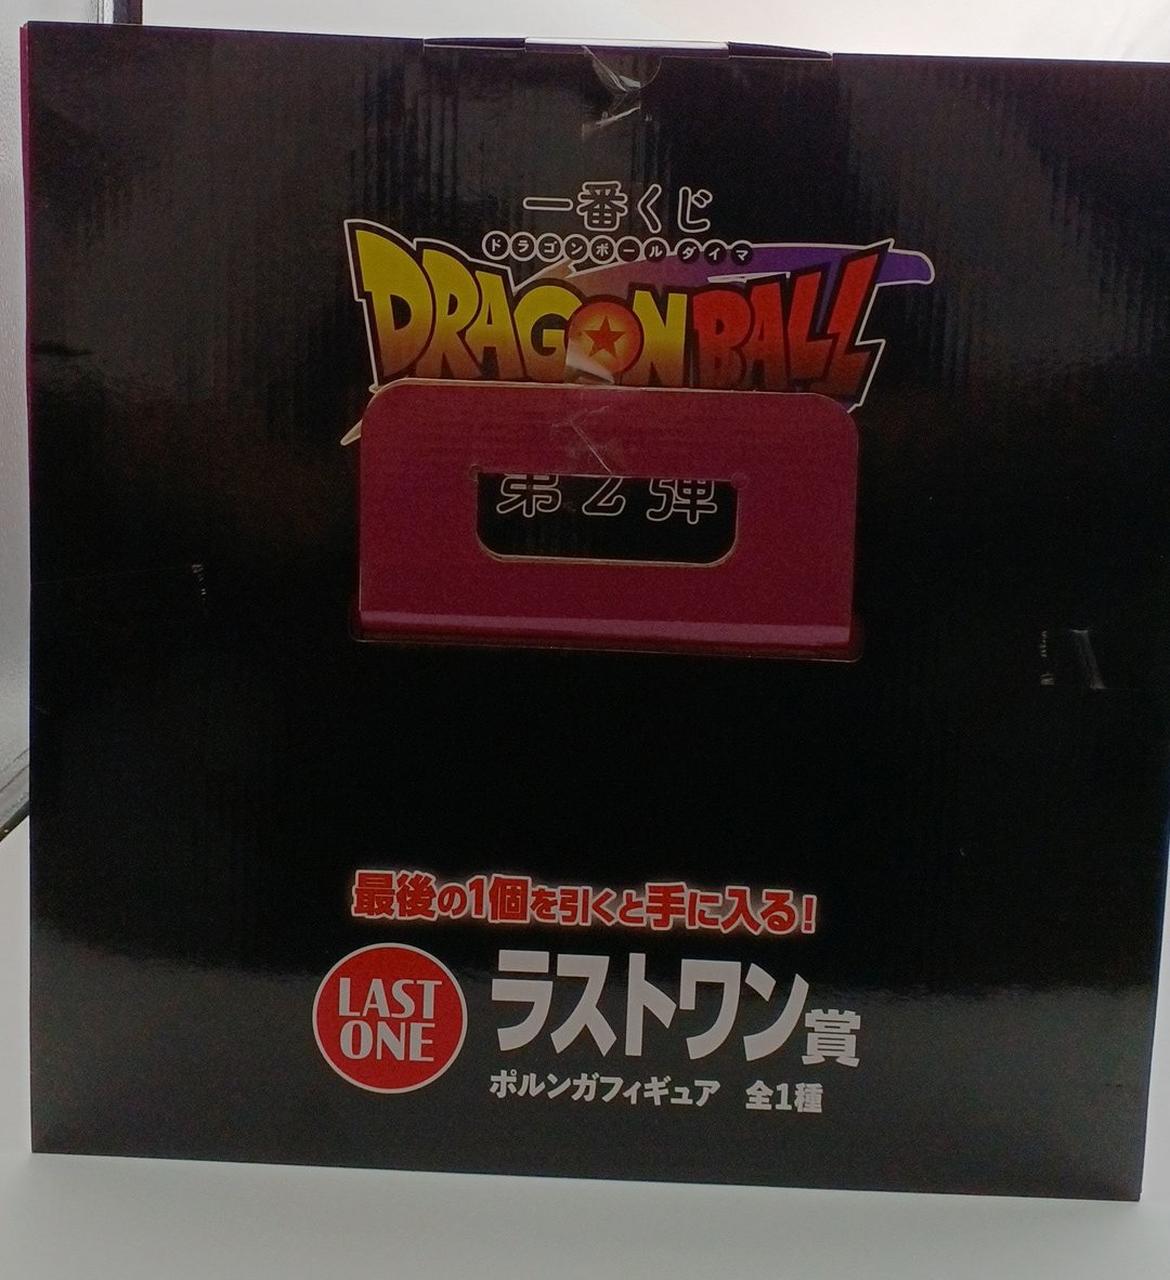 一番くじ
ドラゴンボールダイマ
DRAGON BALL
第2弾
最後の1個を引くと手に入る!
LAST
ONE
ラストワン賞
ポルンガフィギュア 全1種